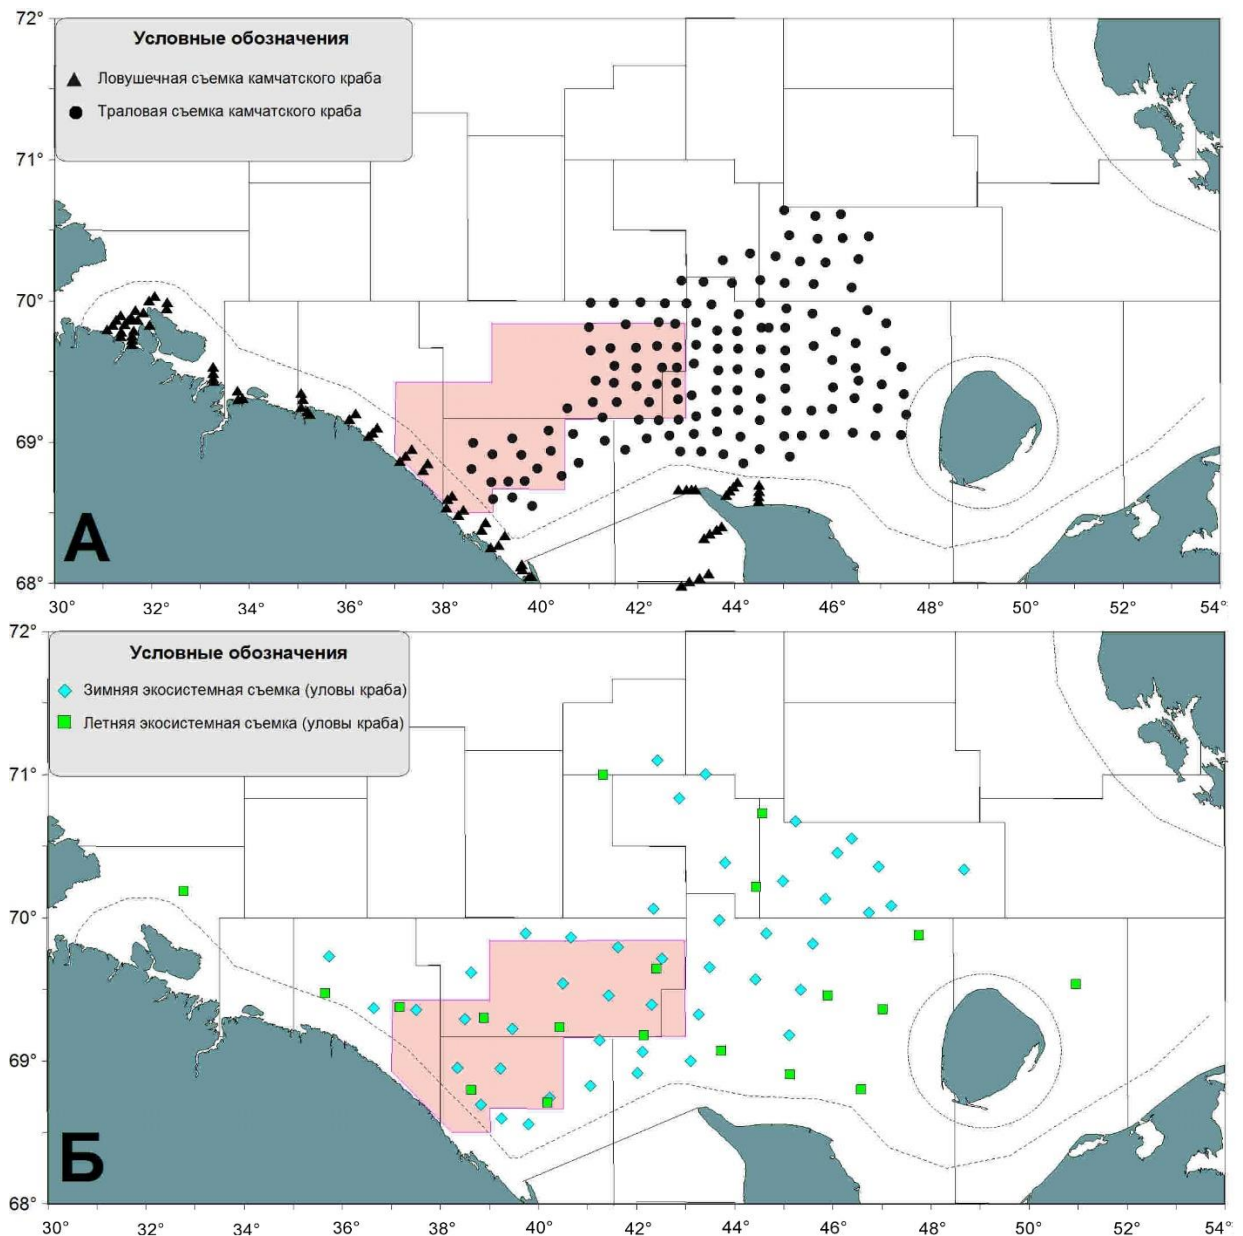 72°
Условные обозначения
Ловушечная съемка камчатского краба
Траловая съемка камчатского краба
71°
70°
69°
А
68°
30° 32° 34° 36° 38° 40° 42° 44° 46° 48° 50° 52° 54°
72°
Условные обозначения
Зимняя экосистемная съемка (уловы краба)
Летняя экосистемная съемка (уловы краба)
71°
70°
69°
Б
68°
30° 32° 34° 36° 38° 40° 42° 44° 46° 48° 50° 52° 54°